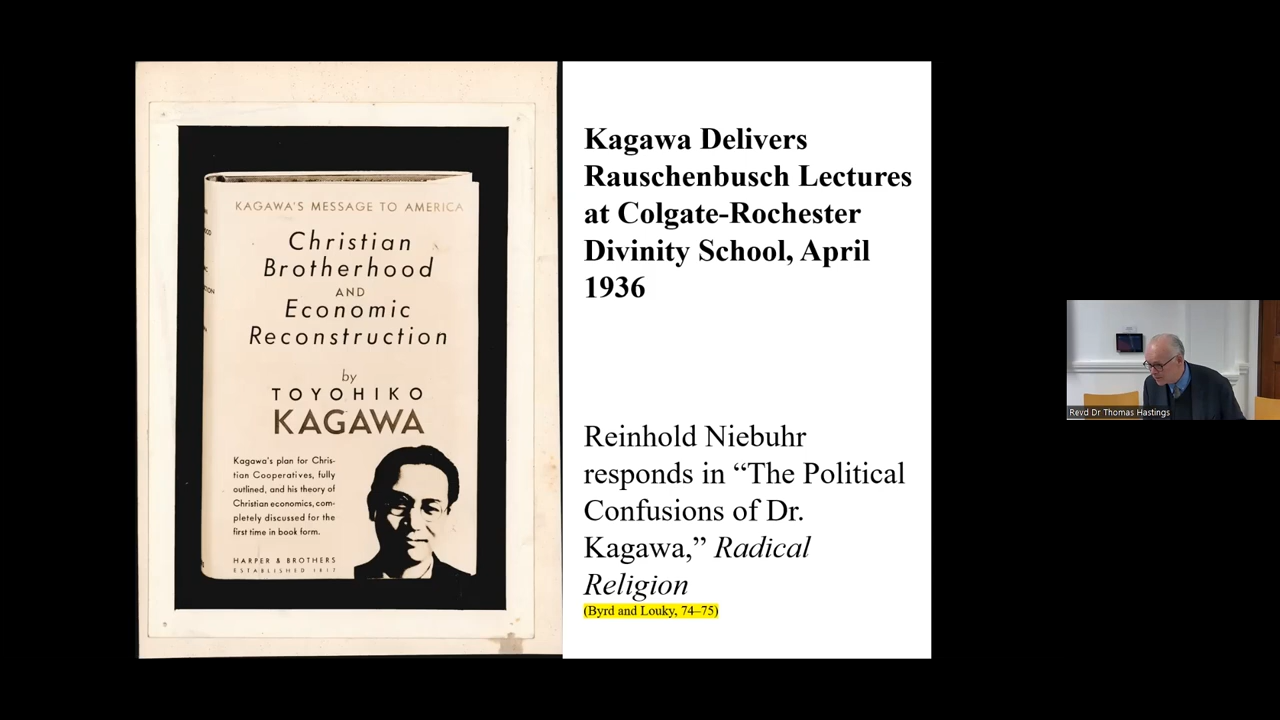 KAGAWA'S MESSAGE TO AMERICA
Christian
Brotherhood
AND
Economic
Reconstruction
by
TOYOHIKO
KAGAWA
Kagawa's plan for Chris-
tian Cooperatives, fully
outlined, and his theory of
Christian economics, com-
pletely discussed for the
first time in book form.
HARPER & BROTHERS
ESTABLISHED 1817
Kagawa Delivers
Rauschenbusch Lectures
at Colgate-Rochester
Divinity School, April
1936
Reinhold Niebuhr
responds in “The Political
Confusions of Dr.
Kagawa,” Radical
Religion
(Byrd and Louky, 74–75)
Revd Dr Thomas Hastings